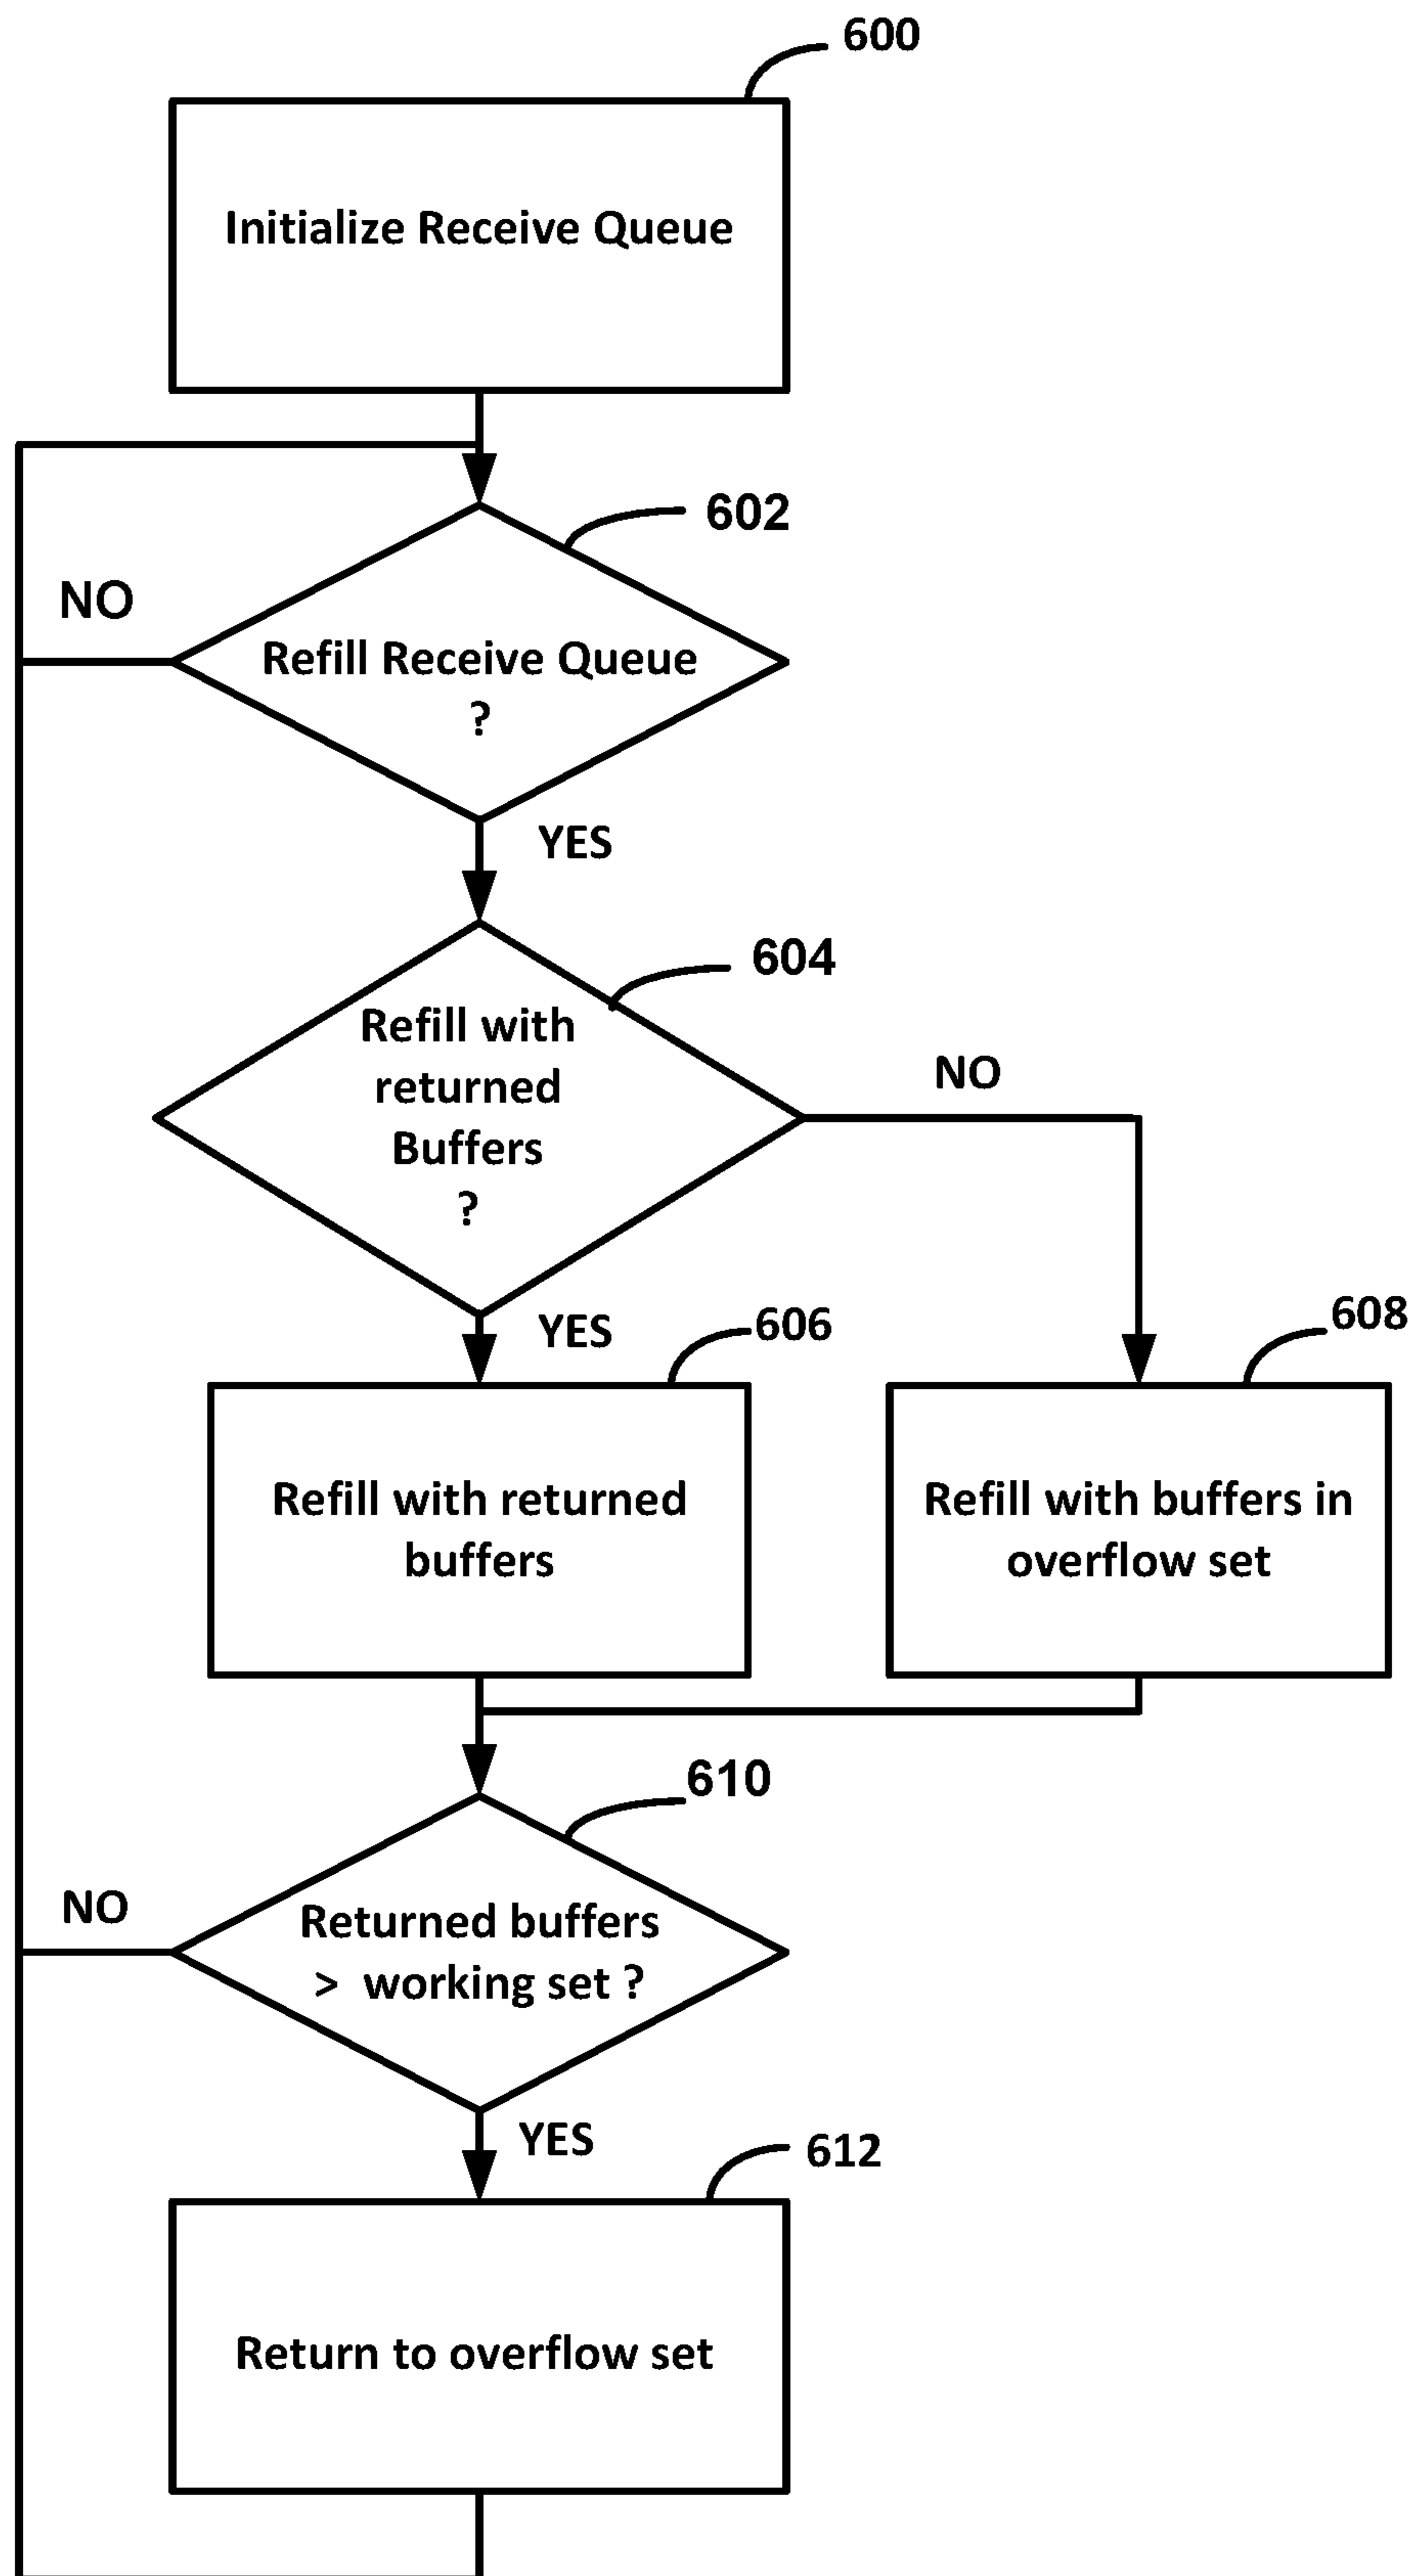 600
Initialize Receive Queue
602
NO
Refill Receive Queue
?
YES
604
Refill with
returned
Buffers
?
NO
YES
606
608
Refill with returned
buffers
Refill with buffers in
overflow set
610
NO
Returned buffers
> working set ?
YES
612
Return to overflow set